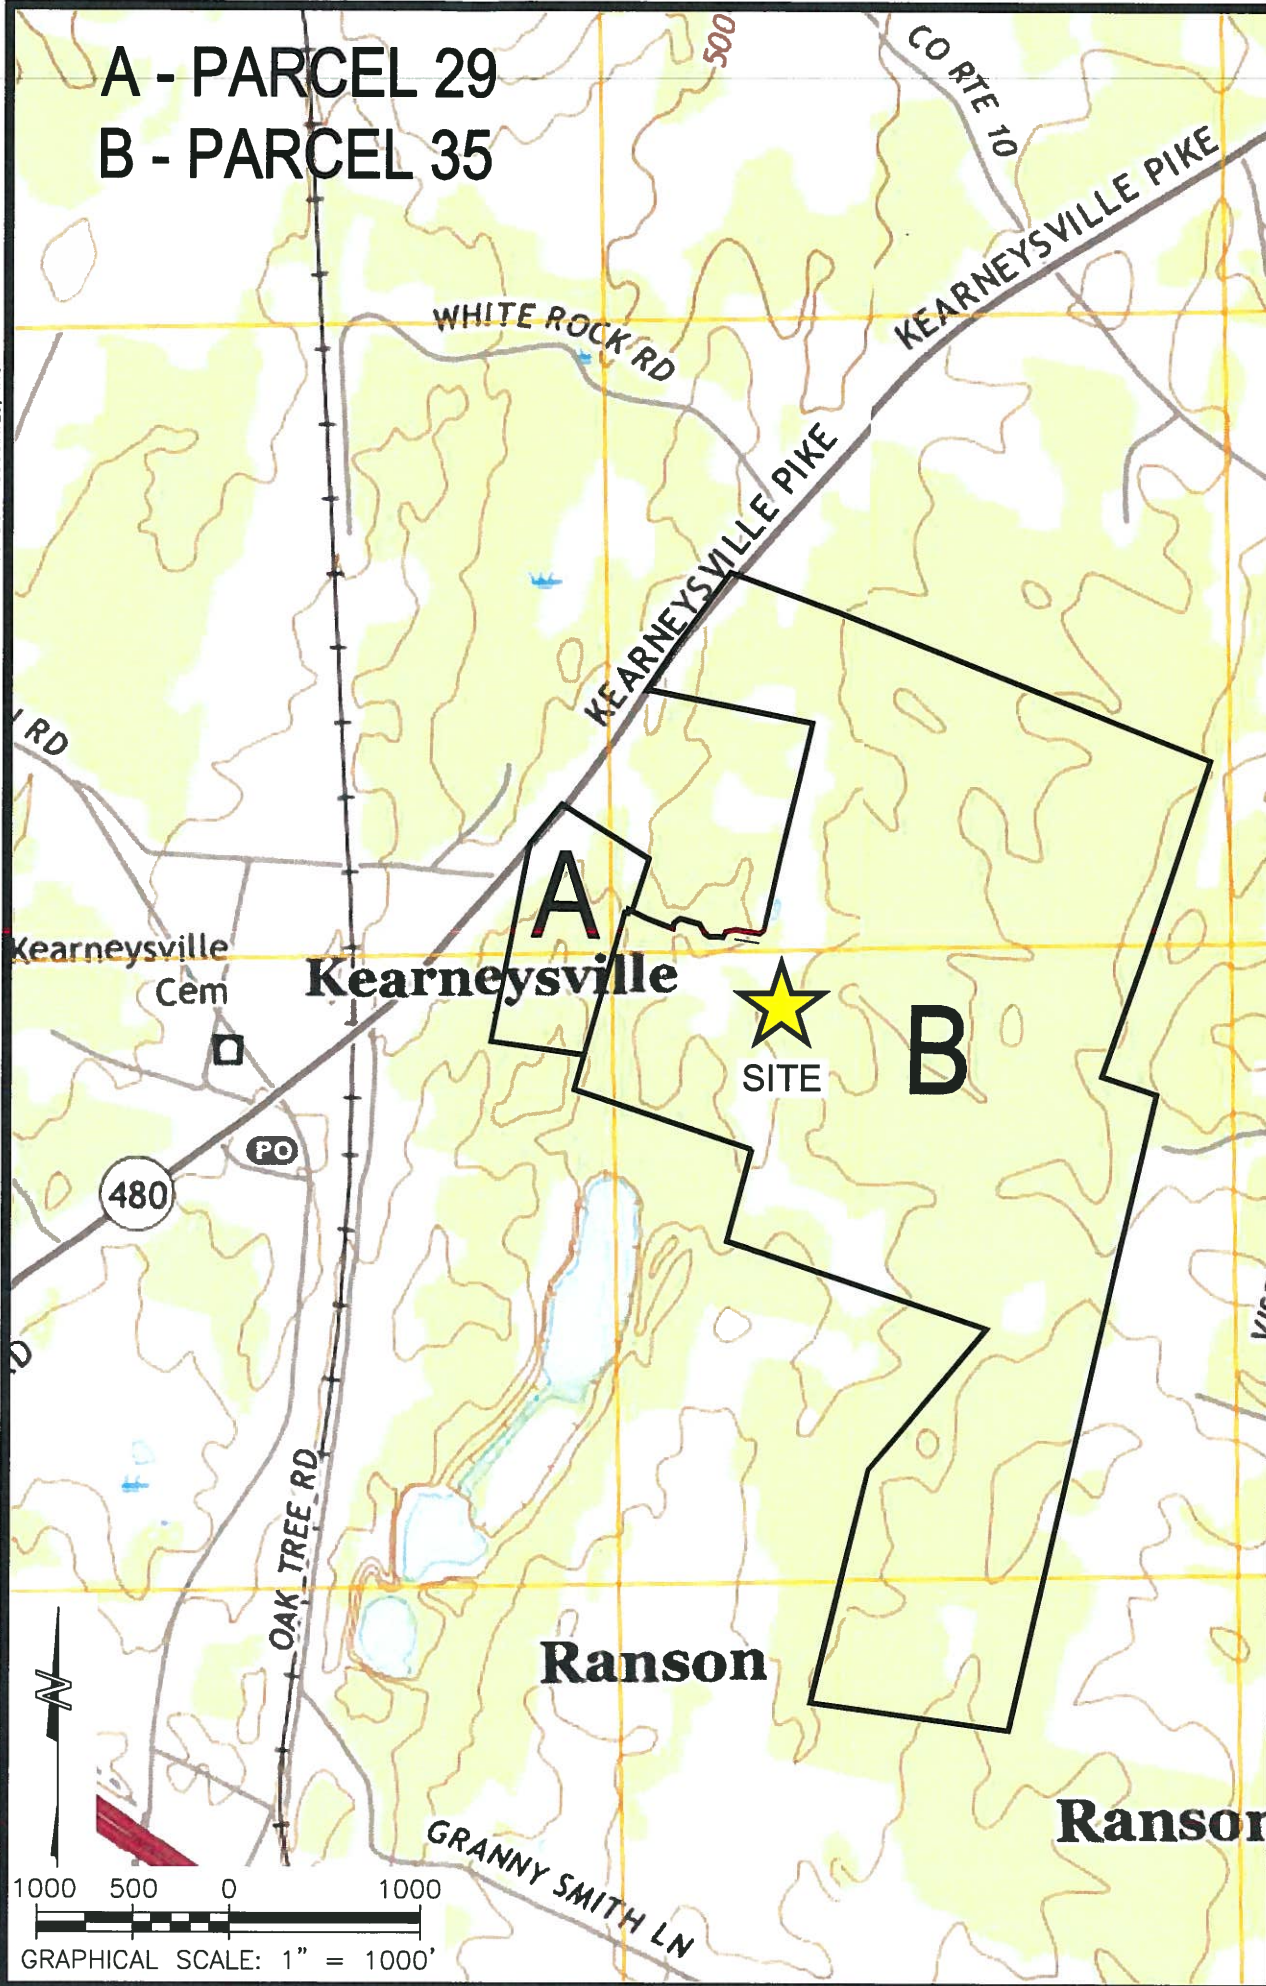 A - PARCEL 29
B - PARCEL 35
500
CO RTE 10
KEARNEYSVILLE PIKE
WHITE ROCK RD
KEARNEYSVILLE PIKE
KEARNEYSVILLE PIKE
RD
A
Kearneysville
Cem
Kearneysville
SITE
B
PO
480
OAK TREE RD
Ranson
Ranson
N
1000 500 0 1000
GRAPHICAL SCALE: 1" = 1000'
GRANNY SMITH LN